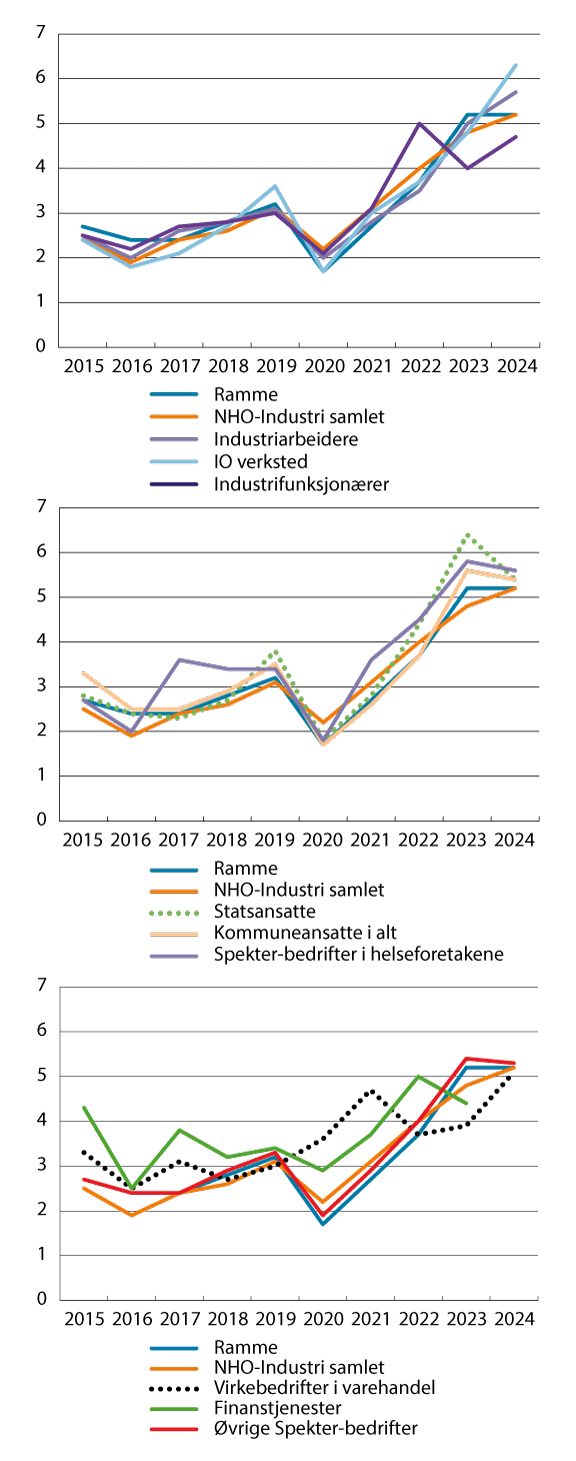 7
6
5
4
3
2
1
0
2015 2016 2017 2018 2019 2020 2021 2022 2023 2024
Ramme
NHO-Industri samlet
Industriarbeidere
IO verksted
Industrifunksjonærer
7
6
5
4
3
2
1
0
2015 2016 2017 2018 2019 2020 2021 2022 2023 2024
Ramme
NHO-Industri samlet
Statsansatte
Kommuneansatte i alt
Spekter-bedrifter i helseforetakene
7
6
5
4
3
2
1
0
2015 2016 2017 2018 2019 2020 2021 2022 2023 2024
Ramme
NHO-Industri samlet
Virkebedrifter i varehandel
Finanstjenester
Øvrige Spekter-bedrifter